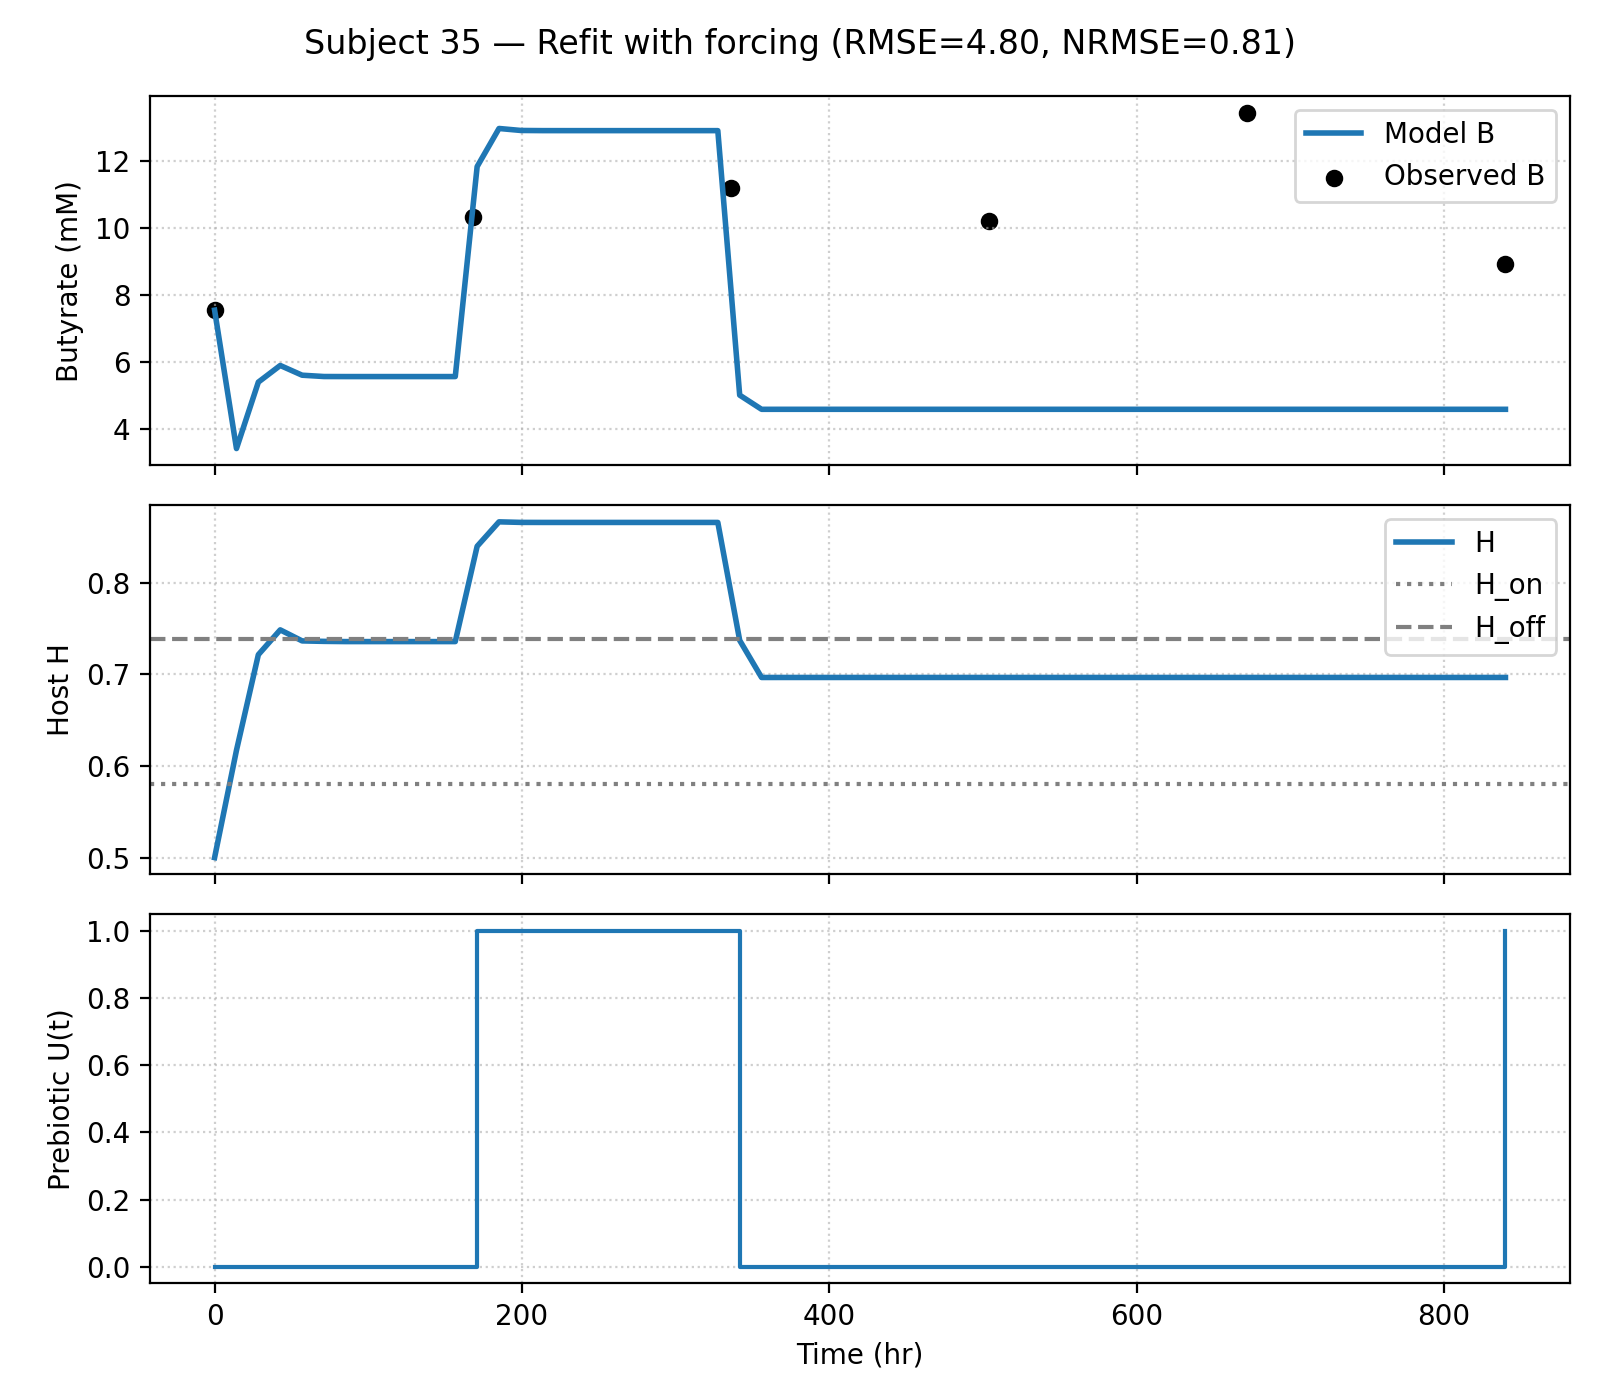 Subject 35 — Refit with forcing (RMSE=4.80, NRMSE=0.81)
Butyrate (mM)
12
10
8
6
4
Model B
Observed B
Host H
0.8
0.7
0.6
0.5
H
H_on
H_off
Prebiotic U(t)
1.0
0.8
0.6
0.4
0.2
0.0
0 200 400 600 800
Time (hr)